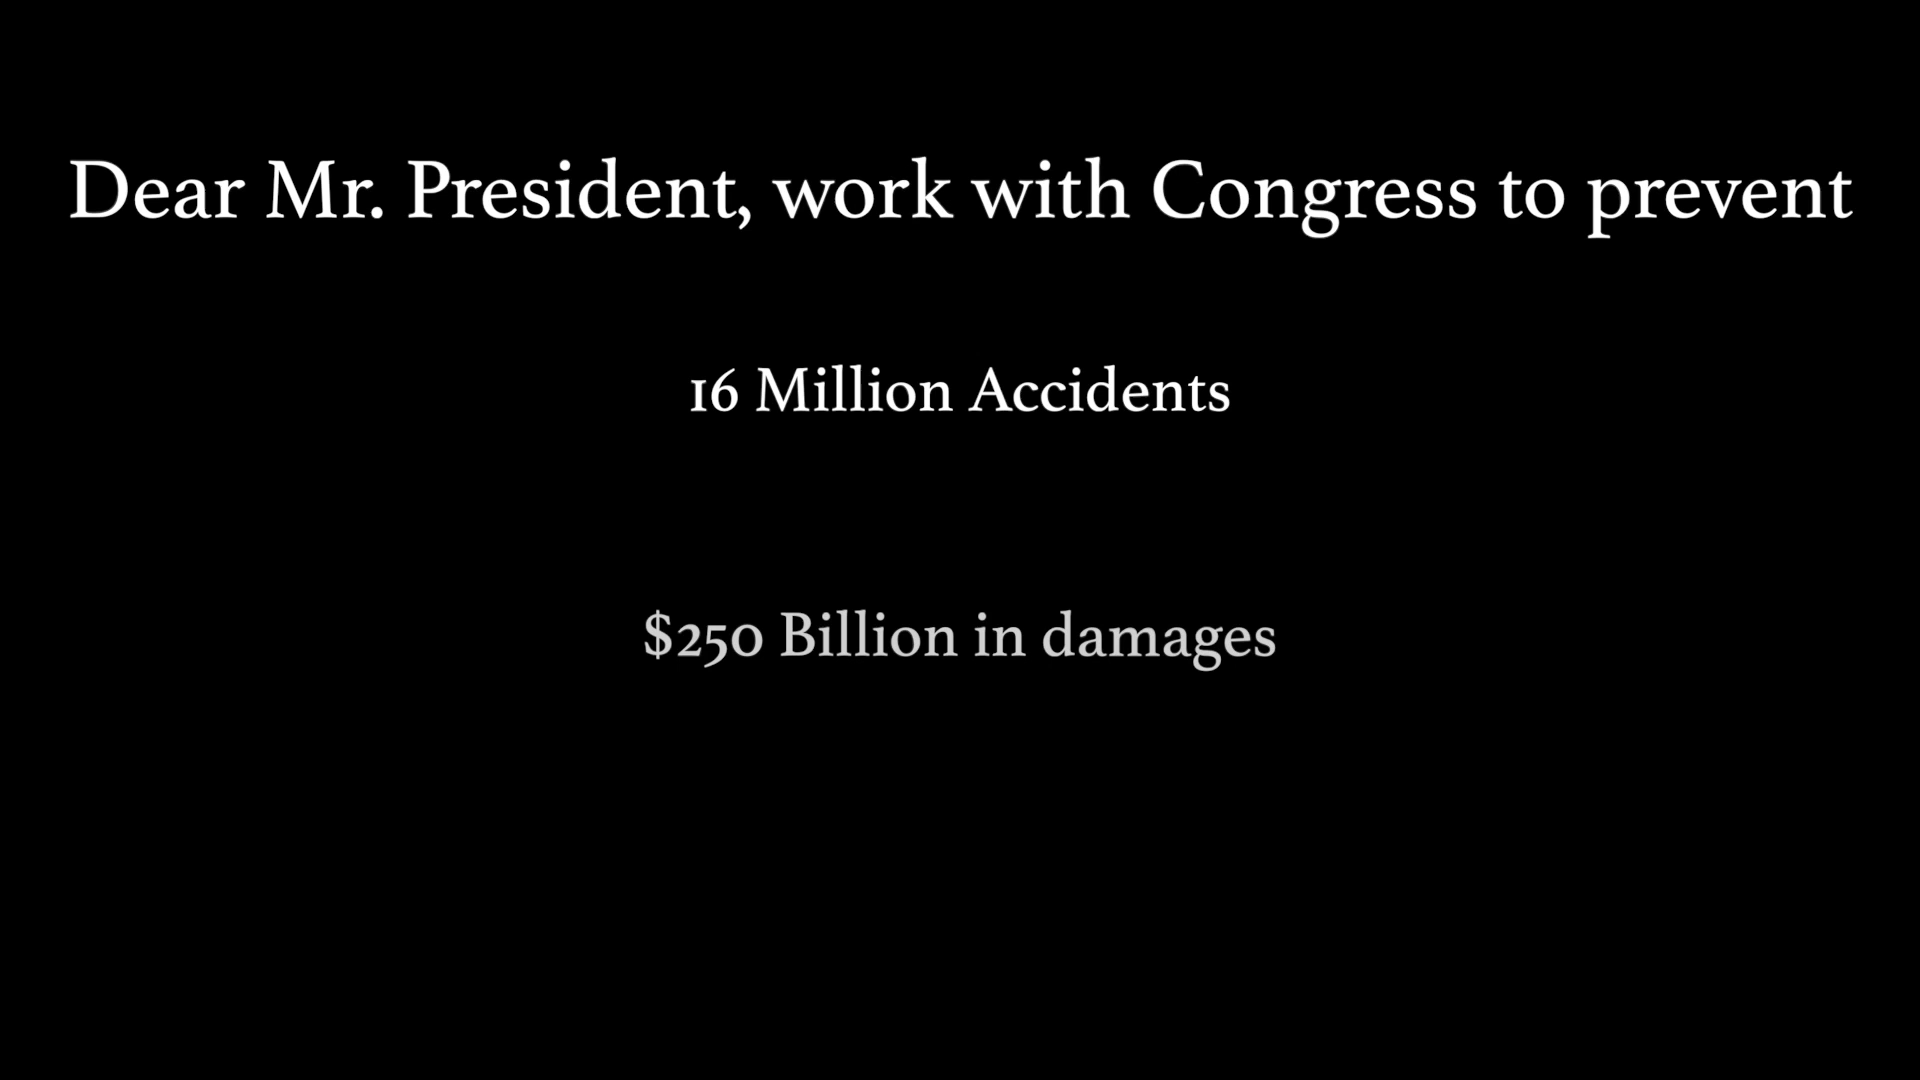 Dear Mr. President, work with Congress to prevent
16 Million Accidents
$250 Billion in damages